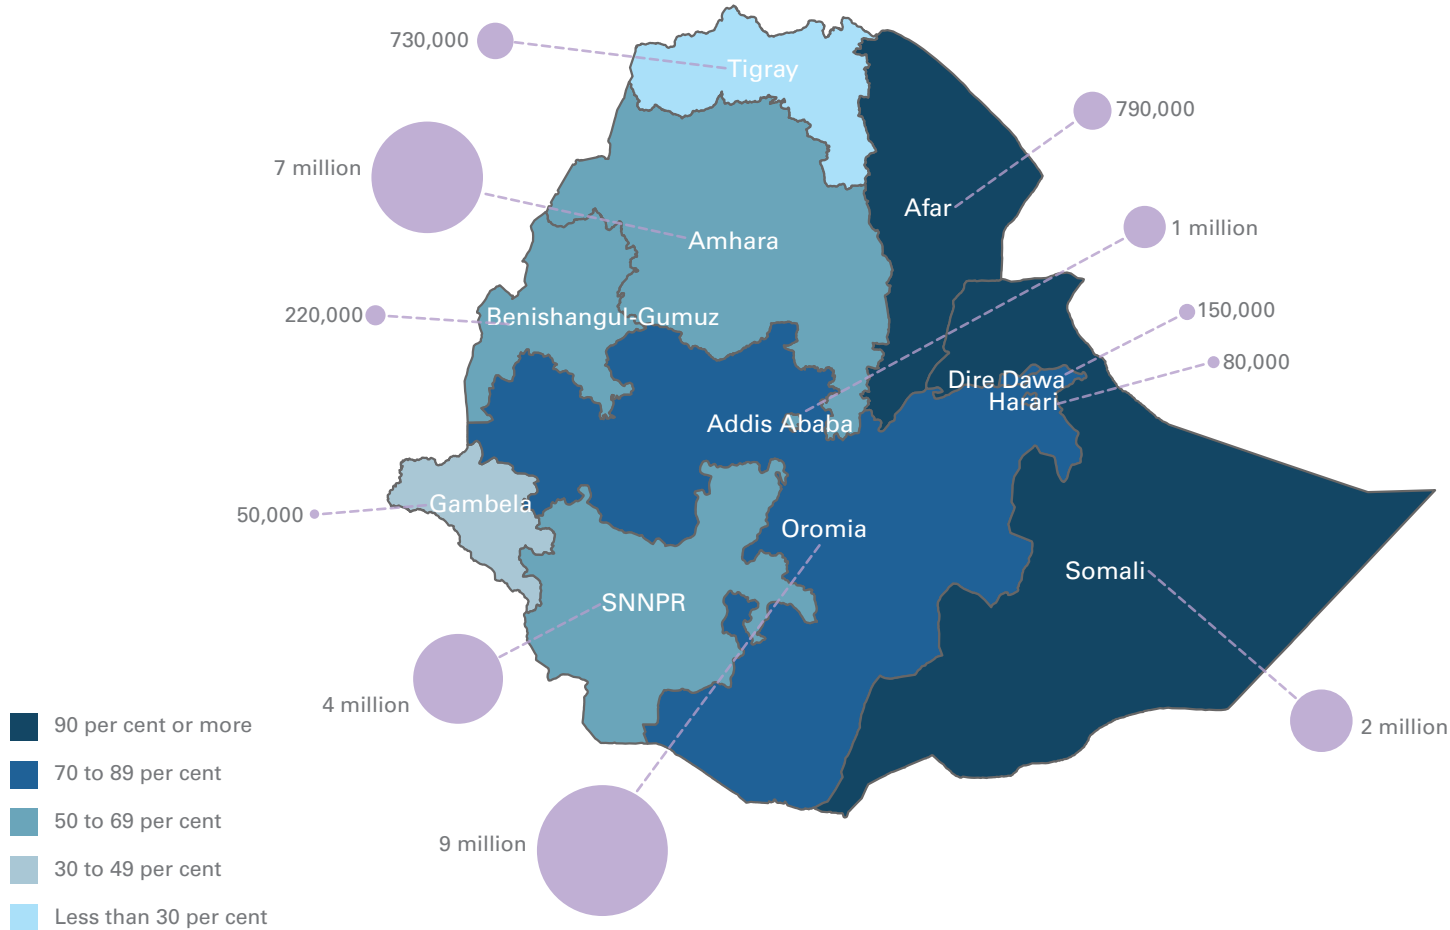 730,000
Tigray
790,000
7 million
Afar
1 million
Amhara
220,000
Benishangul-Gumuz
150,000
80,000
Dire Dawa
Harari
Addis Ababa
50,000
Gambela
Oromia
Somali
SNNPR
4 million
2 million
9 million
90 per cent or more
70 to 89 per cent
50 to 69 per cent
30 to 49 per cent
Less than 30 per cent